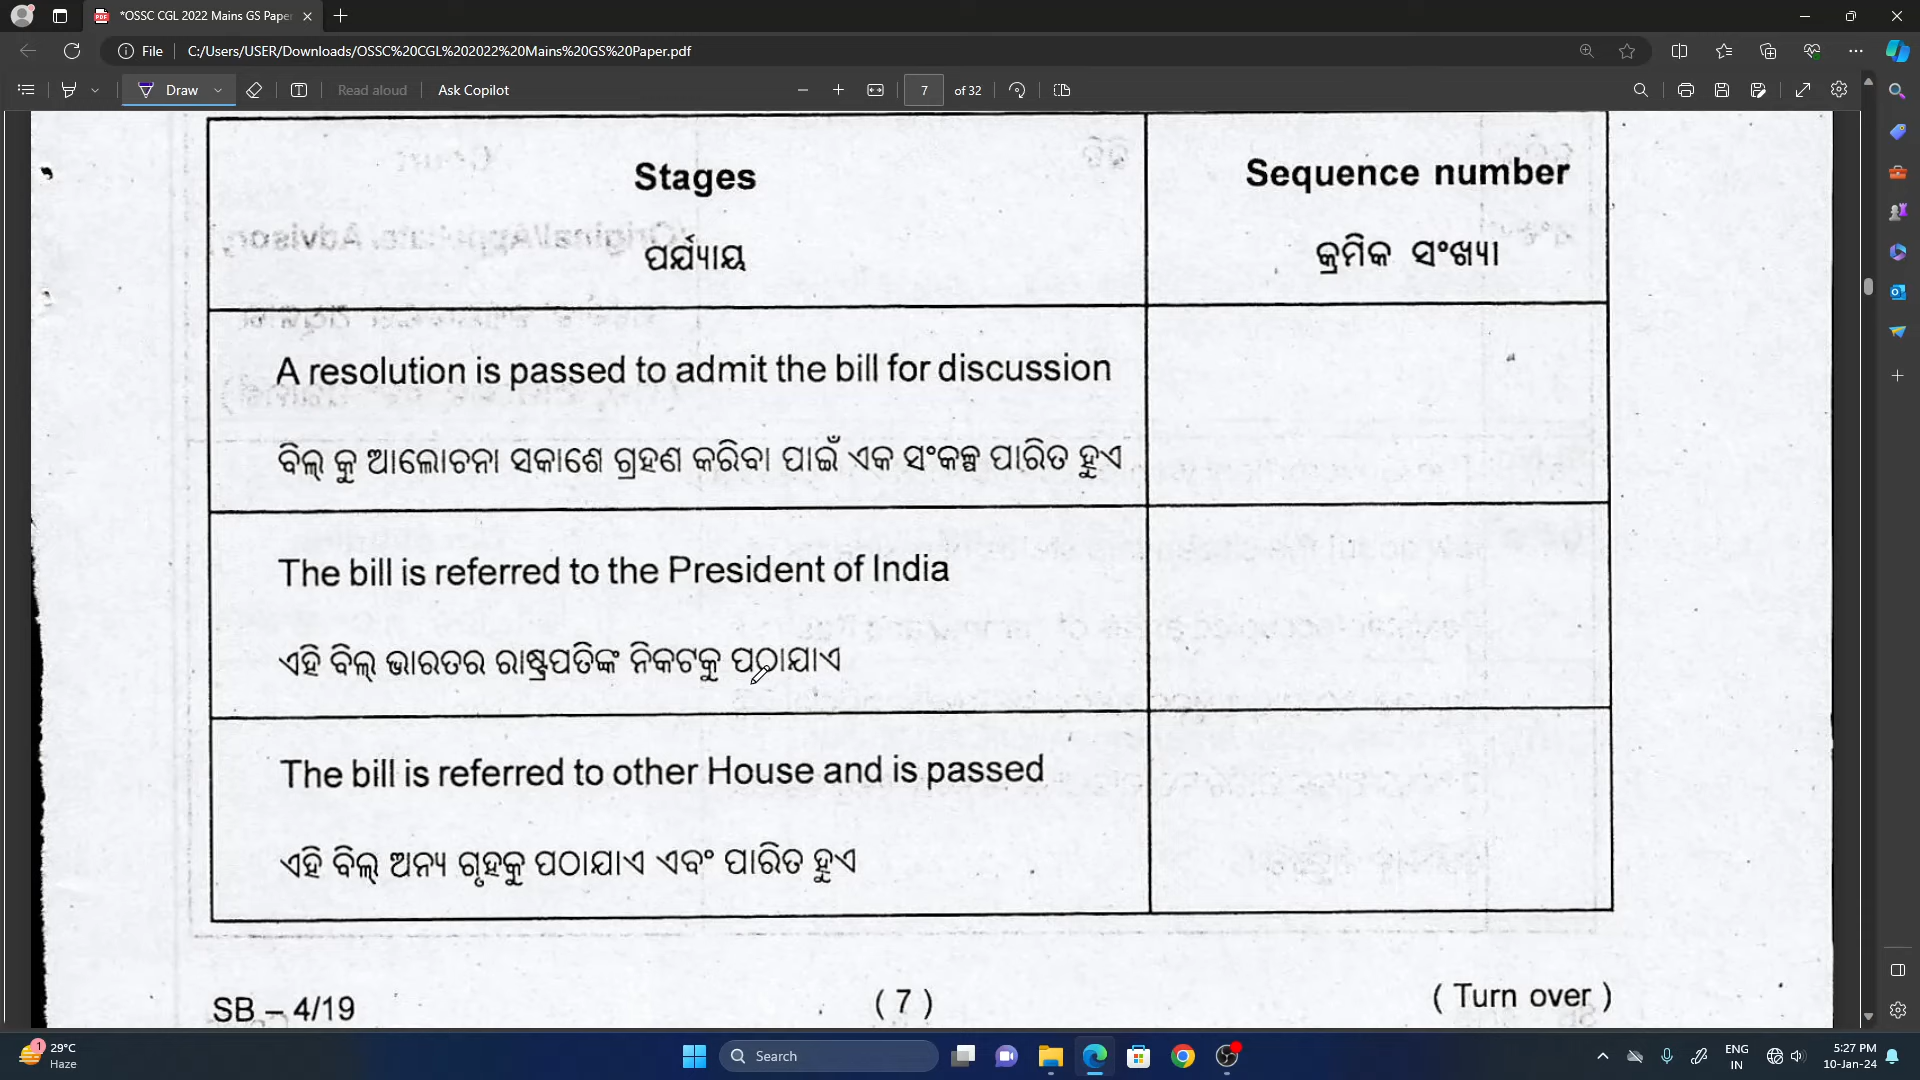 *OSSC CGL 2022 Mains GS Pape
File C:/Users/USER/Downloads/OSSC%20CGL%202022%20Mains%20GS%20Paper.pdf
Draw Read aloud Ask Copilot 7 of 32
Stages Sequence number
ପର୍ଯ୍ୟାୟ କ୍ରମିକ ସଂଖ୍ୟା
A resolution is passed to admit the bill for discussion
ବିଲ୍ କୁ ଆଲୋଚନା ସକାଶେ ଗ୍ରହଣ କରିବା ପାଇଁ ଏକ ସଂକଳ୍ପ ପାରିତ ହୁଏ
The bill is referred to the President of India
ଏହି ବିଲ୍ ଭାରତର ରାଷ୍ଟ୍ରପତିଙ୍କ ନିକଟକୁ ପଠାଯାଏ
The bill is referred to other House and is passed
ଏହି ବିଲ୍ ଅନ୍ୟ ଗୃହକୁ ପଠାଯାଏ ଏବଂ ପାରିତ ହୁଏ
SB – 4/19 ( 7 ) ( Turn over )
1 29°C
Haze
Search
ENG
IN
5:27 PM
10-Jan-24